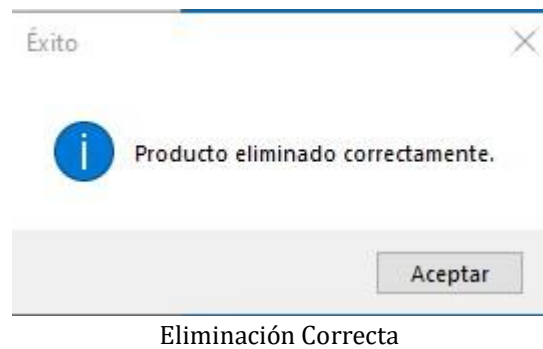 Éxito
Producto eliminado correctamente.
Aceptar
Eliminación Correcta